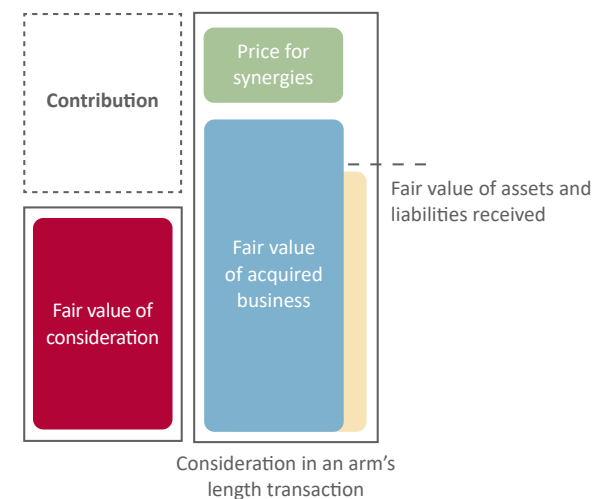 Price for
synergies
Contribution
Fair value of assets and
liabilities received
Fair value
of acquired
business
Fair value of
consideration
Consideration in an arm's
length transaction